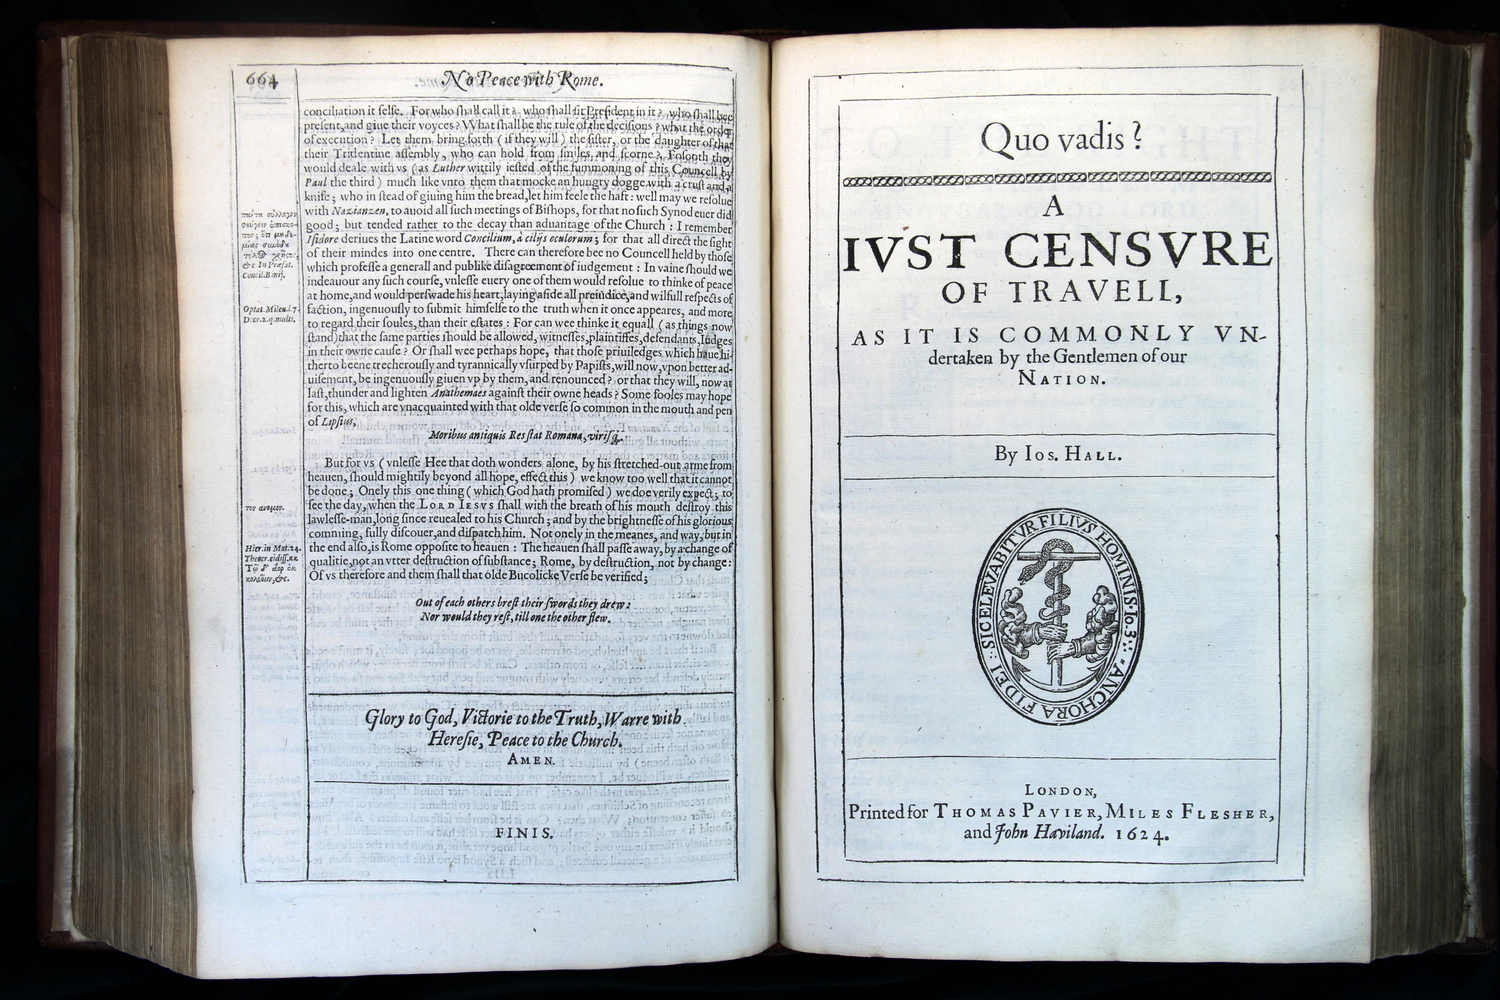 664
No Peace with Rome.
conciliation it selfe. For who ſhall call it? who ſhall ſit Preſident in it? who ſhall bee
preſent, and giue their voyces? What ſhall be the rule of the deciſions? what the order
of execution? Let them bring forth (if they will) the ſiſter, or the daughter of that
their Tridentine aſſembly, who can hold from ſmiles, and ſcorne? Forſooth they
would deale with vs (as Luther wittily ieſted of the ſummoning of this Councell by
Paul the third) much like vnto them that mocke an hungry dogge with a cruſt and a
knife; who in ſtead of giuing him the bread, let him feele the haft: well may we reſolue
with Nazianzen, to auoid all ſuch meetings of Biſhops, for that no ſuch Synod euer did
good; but tended rather to the decay than aduantage of the Church: I remember
Iſidore deriues the Latine word Concilium, à cilijs oculorum; for that all direct the ſight
of their mindes into one centre. There can therefore bee no Councell held by thoſe
which profeſſe a generall and publike diſagreement of iudgement: In vaine ſhould we
indeauour any ſuch courſe, vnleſſe euery one of them would reſolue to thinke of peace
at home, and would perſwade his heart, laying aſide all preiudice, and wilfull reſpects of
faction, ingenuouſly to ſubmit himſelfe to the truth when it once appeares, and more
to regard their ſoules, than their eſtates: For can wee thinke it equall (as things now
ſtand) that the ſame parties ſhould be allowed, witneſſes, plaintiffes, defendants, Iudges
in their owne cauſe? Or ſhall wee perhaps hope, that thoſe priuiledges which haue hi-
therto beene trecherouſly and tyrannically vſurped by Papiſts, will now, vpon better ad-
uiſement, be ingenuouſly giuen vp by them, and renounced? or that they will, now at
laſt, thunder and lighten Anathemaes againſt their owne heads? Some fooles may hope
for this, which are vnacquainted with that olde verſe ſo common in the mouth and pen
of Lipſius,
Moribus antiquis Res ſtat Romana, viriſq;.
But for vs (vnleſſe Hee that doth wonders alone, by his ſtretched-out arme from
heauen, ſhould mightily beyond all hope, effect this) we know too well that it cannot
be done; Onely this one thing (which God hath promiſed) we doe verily expect, to
ſee the day, when the LORD IESVS ſhall with the breath of his mouth deſtroy this
lawleſſe-man, long ſince reuealed to his Church; and by the brightneſſe of his glorious
comming, fully diſcouer, and diſpatch him. Not onely in the meanes, and way, but in
the end alſo, is Rome oppoſite to heauen: The heauen ſhall paſſe away, by a change of
qualitie, not an vtter deſtruction of ſubſtance; Rome, by deſtruction, not by change:
Of vs therefore and them ſhall that olde Bucolicke Verſe be verified;
Out of each others breſt their ſwords they drew:
Nor would they reſt, till one the other ſlew.
Glory to God, Victorie to the Truth, Warre with
Hereſie, Peace to the Church.
AMEN.
FINIS.
&c. In Præfat.
Concil. Binij.
Optat. Mileu. l. 7.
Hier. in Mat. 24.
Quo vadis?
A
IVST CENSVRE
OF TRAVELL,
AS IT IS COMMONLY VN-
dertaken by the Gentlemen of our
NATION.
By IOS. HALL.
SIC ELEVABITVR FILIVS HOMINIS Io. 3. ANCHORA FIDEI
LONDON,
Printed for THOMAS PAVIER, MILES FLESHER,
and John Haviland. 1624.